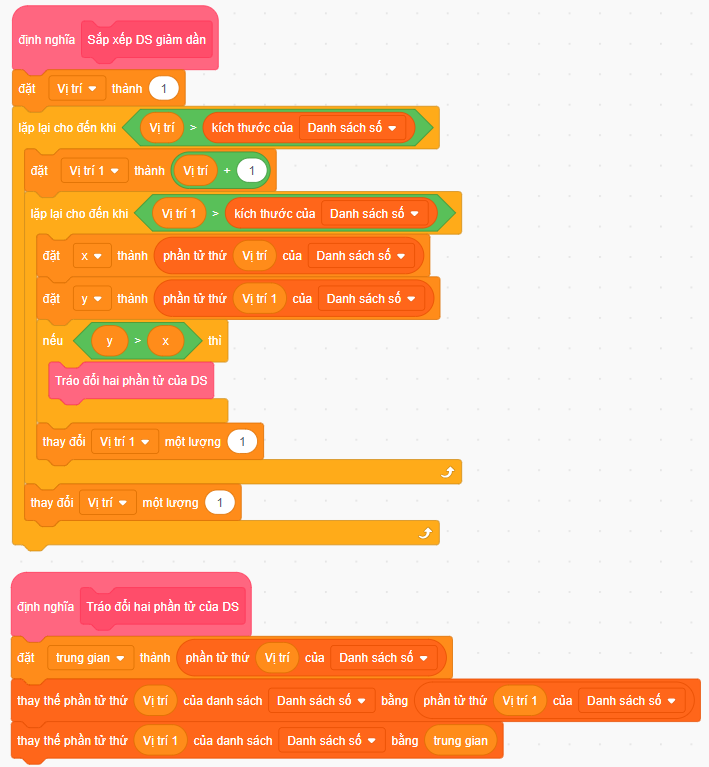 định nghĩa Sắp xếp DS giảm dần
đặt Vị trí thành 1
lặp lại cho đến khi Vị trí > kích thước của Danh sách số
đặt Vị trí 1 thành Vị trí + 1
lặp lại cho đến khi Vị trí 1 > kích thước của Danh sách số
đặt x thành phần tử thứ Vị trí của Danh sách số
đặt y thành phần tử thứ Vị trí 1 của Danh sách số
nếu y > x thì
Tráo đổi hai phần tử của DS
thay đổi Vị trí 1 một lượng 1
thay đổi Vị trí một lượng 1
định nghĩa Tráo đổi hai phần tử của DS
đặt trung gian thành phần tử thứ Vị trí của Danh sách số
thay thế phần tử thứ Vị trí của danh sách Danh sách số bằng phần tử thứ Vị trí 1 của Danh sách số
thay thế phần tử thứ Vị trí 1 của danh sách Danh sách số bằng trung gian